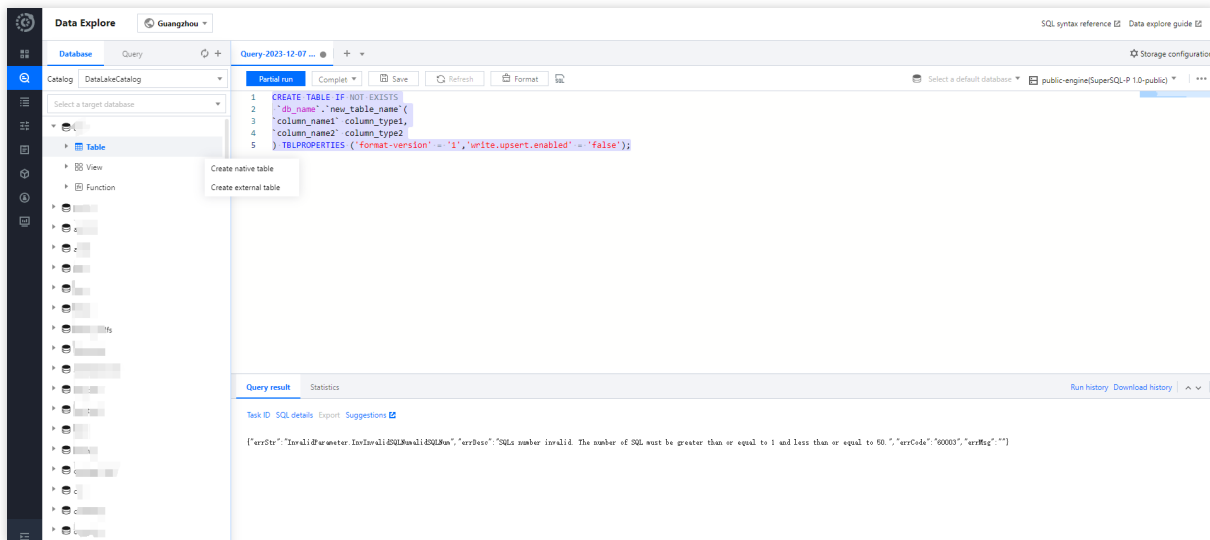 Data Explore
Guangzhou
SQL syntax reference
Data explore guide
Database
Query
Query-2023-12-07 ...
Storage configuration
Catalog
DataLakeCatalog
Partial run
Complet
Save
Refresh
Format
Select a default database
public-engine(SuperSQL-P 1.0-public)
Select a target database
1 CREATE TABLE IF NOT EXISTS
2 `db_name`.`new_table_name`(
3 `column_name1` column_type1,
4 `column_name2` column_type2
5 ) TBLPROPERTIES ('format-version' = '1','write.upsert.enabled' = 'false');
Table
View
Function
Create native table
Create external table
Query result
Statistics
Run history
Download history
Task ID
SQL details
Export
Suggestions
{"errStr":"InvalidParameter.InvInvalidSQLNumalidSQLNum","errDesc":"SQLs number invalid. The number of SQL must be greater than or equal to 1 and less than or equal to 50.","errCode":"60003","errMsg":""}